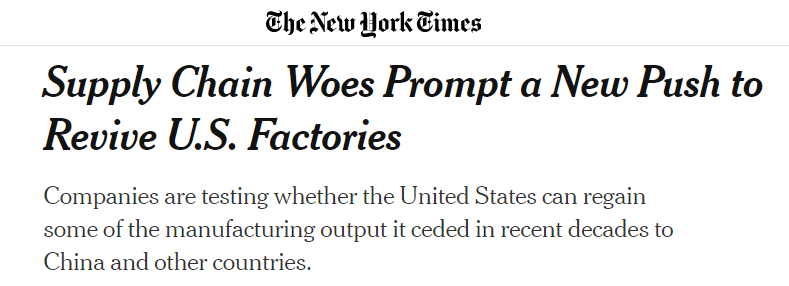 The New York Times
Supply Chain Woes Prompt a New Push to
Revive U.S. Factories
Companies are testing whether the United States can regain
some of the manufacturing output it ceded in recent decades to
China and other countries.